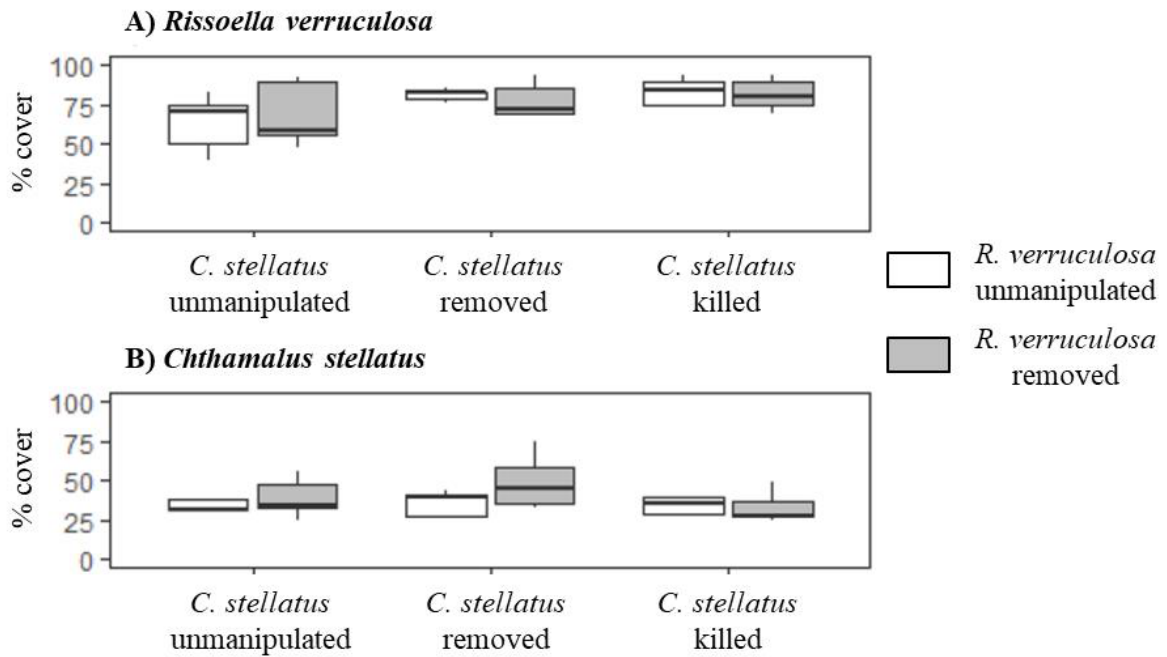 A) Rissoella verruculosa
100
75
50
25
0
% cover
C. stellatus
unmanipulated
C. stellatus
removed
C. stellatus
killed
R. verruculosa
unmanipulated
R. verruculosa
removed
B) Chthamalus stellatus
100
75
50
25
0
% cover
C. stellatus
unmanipulated
C. stellatus
removed
C. stellatus
killed